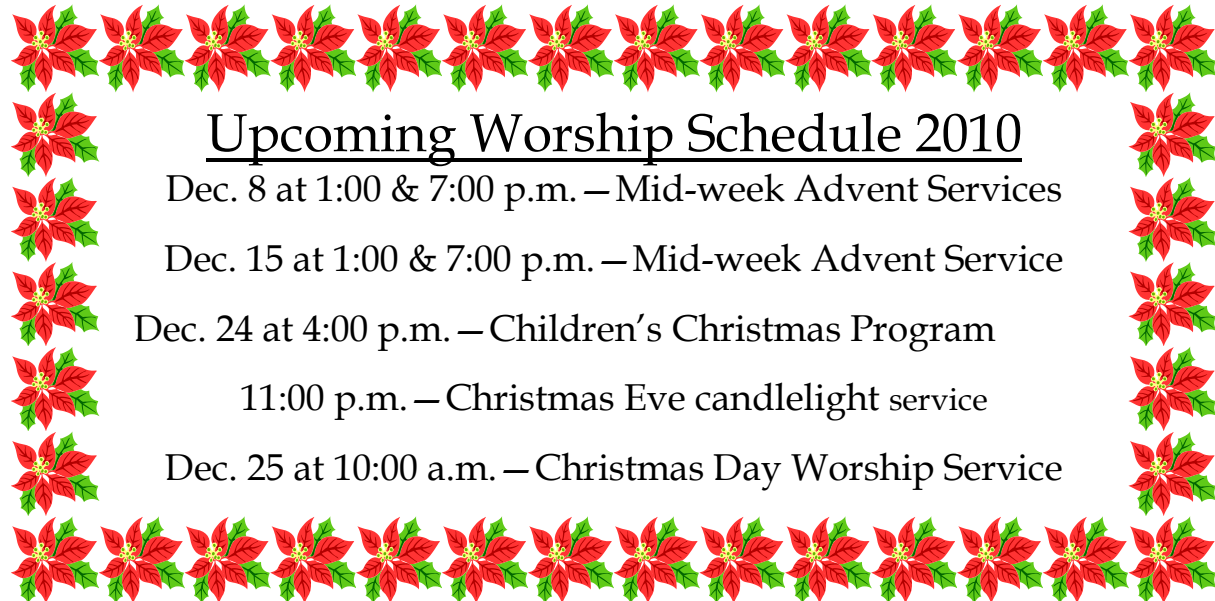 Upcoming Worship Schedule 2010
Dec. 8 at 1:00 & 7:00 p.m.—Mid-week Advent Services
Dec. 15 at 1:00 & 7:00 p.m.—Mid-week Advent Service
Dec. 24 at 4:00 p.m.—Children’s Christmas Program
11:00 p.m.—Christmas Eve candlelight service
Dec. 25 at 10:00 a.m.—Christmas Day Worship Service